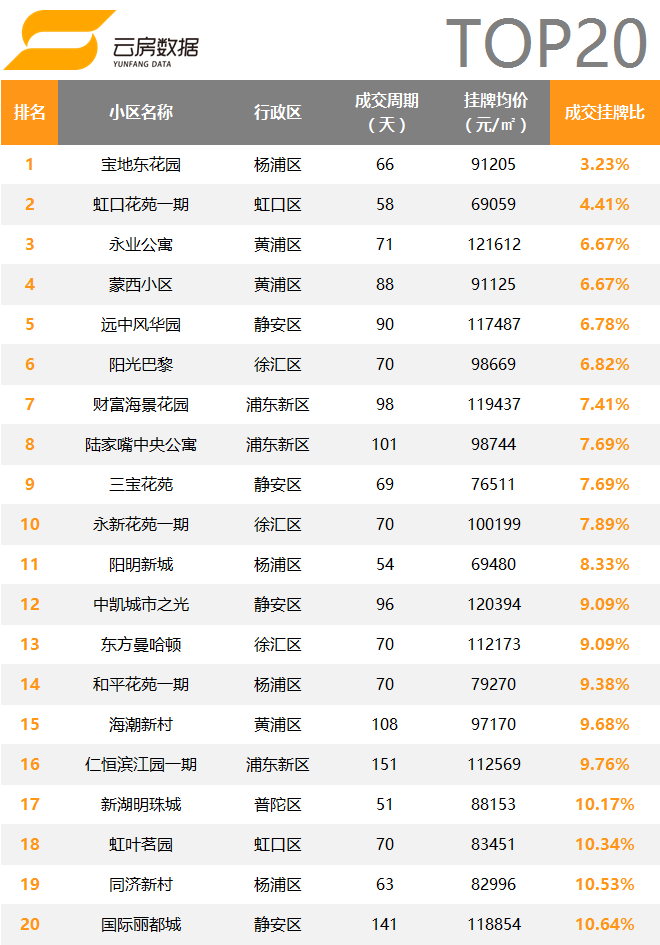 云房数据
YUNFANG DATA
TOP20
排名 小区名称 行政区 成交周期（天） 挂牌均价（元/㎡） 成交挂牌比
1 宝地东花园 杨浦区 66 91205 3.23%
2 虹口花苑一期 虹口区 58 69059 4.41%
3 永业公寓 黄浦区 71 121612 6.67%
4 蒙西小区 黄浦区 88 91125 6.67%
5 远中风华园 静安区 90 117487 6.78%
6 阳光巴黎 徐汇区 70 98669 6.82%
7 财富海景花园 浦东新区 98 119437 7.41%
8 陆家嘴中央公寓 浦东新区 101 98744 7.69%
9 三宝花苑 静安区 69 76511 7.69%
10 永新花苑一期 徐汇区 70 100199 7.89%
11 阳明新城 杨浦区 54 69480 8.33%
12 中凯城市之光 静安区 96 120394 9.09%
13 东方曼哈顿 徐汇区 70 112173 9.09%
14 和平花苑一期 杨浦区 70 79270 9.38%
15 海潮新村 黄浦区 108 97170 9.68%
16 仁恒滨江园一期 浦东新区 151 112569 9.76%
17 新湖明珠城 普陀区 51 88153 10.17%
18 虹叶茗园 虹口区 70 83451 10.34%
19 同济新村 杨浦区 63 82996 10.53%
20 国际丽都城 静安区 141 118854 10.64%